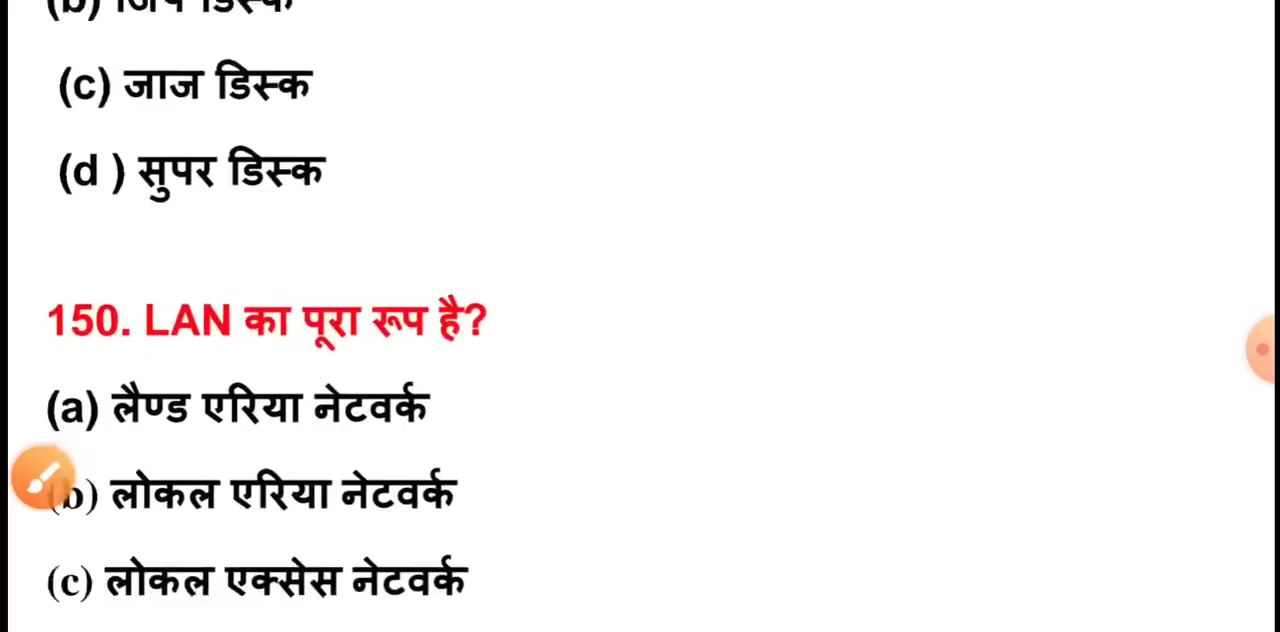 (c) जाज डिस्क
(d ) सुपर डिस्क
150. LAN का पूरा रूप है?
(a) लैण्ड एरिया नेटवर्क
(b) लोकल एरिया नेटवर्क
(c) लोकल एक्सेस नेटवर्क